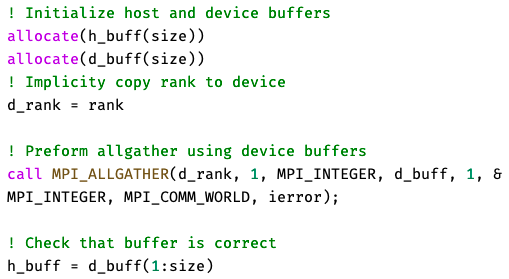 ! Initialize host and device buffers
allocate(h_buff(size))
allocate(d_buff(size))
! Implicity copy rank to device
d_rank = rank
! Preform allgather using device buffers
call MPI_ALLGATHER(d_rank, 1, MPI_INTEGER, d_buff, 1, &
MPI_INTEGER, MPI_COMM_WORLD, ierror);
! Check that buffer is correct
h_buff = d_buff(1:size)